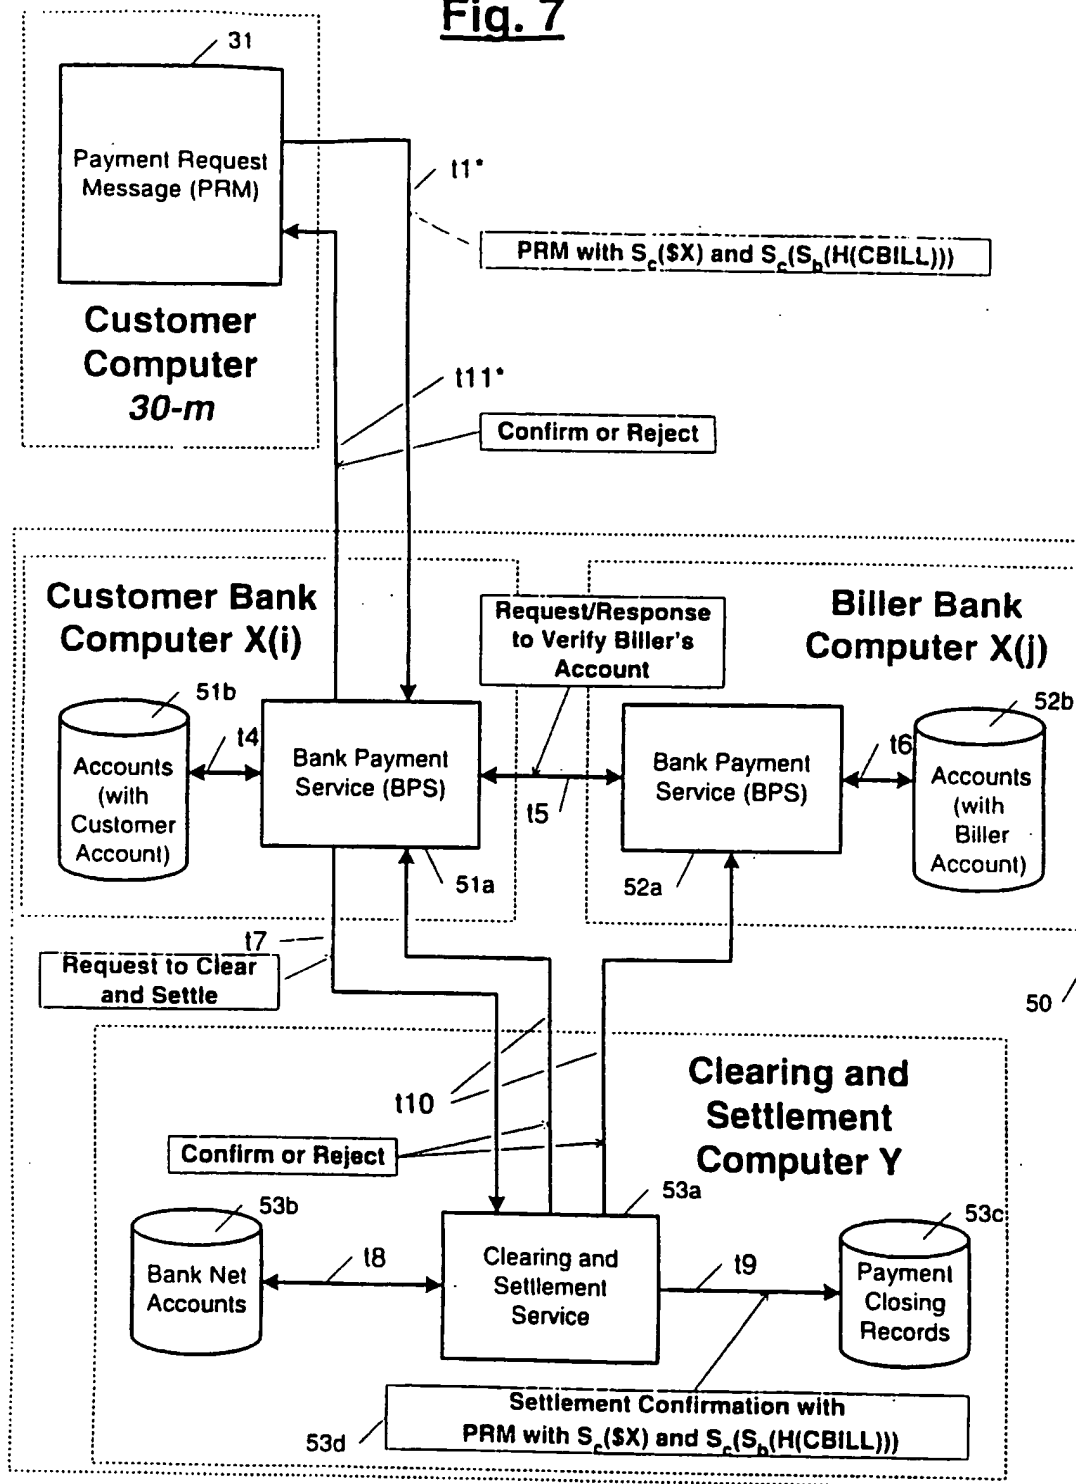 Fig. 7
31
Payment Request
Message (PRM)
t1*
PRM with Sc($X) and Sc(Sb(H(CBILL)))
Customer
Computer
30-m
t11*
Confirm or Reject
Customer Bank
Computer X(i)
Request/Response
to Verify Biller's
Account
Biller Bank
Computer X(j)
51b
t4
Accounts
(with
Customer
Account)
Bank Payment
Service (BPS)
51a
t5
Bank Payment
Service (BPS)
52a
t6
52b
Accounts
(with
Biller
Account)
t7
Request to Clear
and Settle
50
t10
Confirm or Reject
Clearing and
Settlement
Computer Y
53b
Bank Net
Accounts
t8
53a
Clearing and
Settlement
Service
t9
53c
Payment
Closing
Records
53d
Settlement Confirmation with
PRM with Sc($X) and Sc(Sb(H(CBILL)))